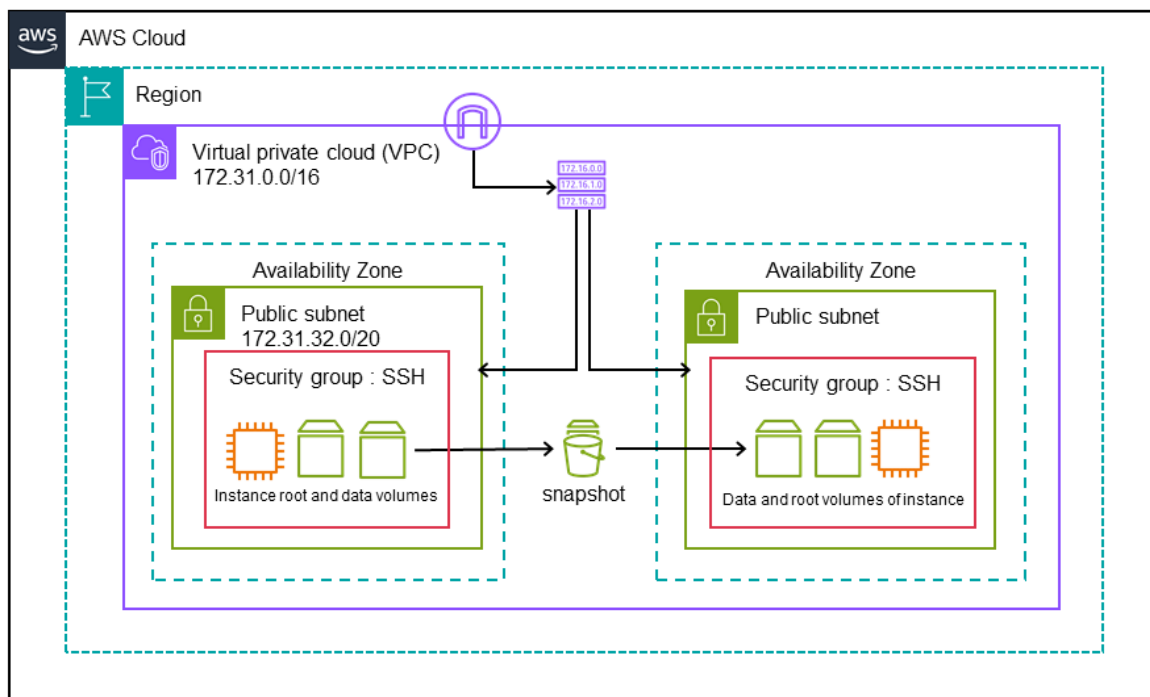 aws
AWS Cloud
Region
Virtual private cloud (VPC)
172.31.0.0/16
172.16.0.0
172.16.1.0
172.16.2.0
Availability Zone
Public subnet
172.31.32.0/20
Security group : SSH
Instance root and data volumes
snapshot
Availability Zone
Public subnet
Security group : SSH
Data and root volumes of instance